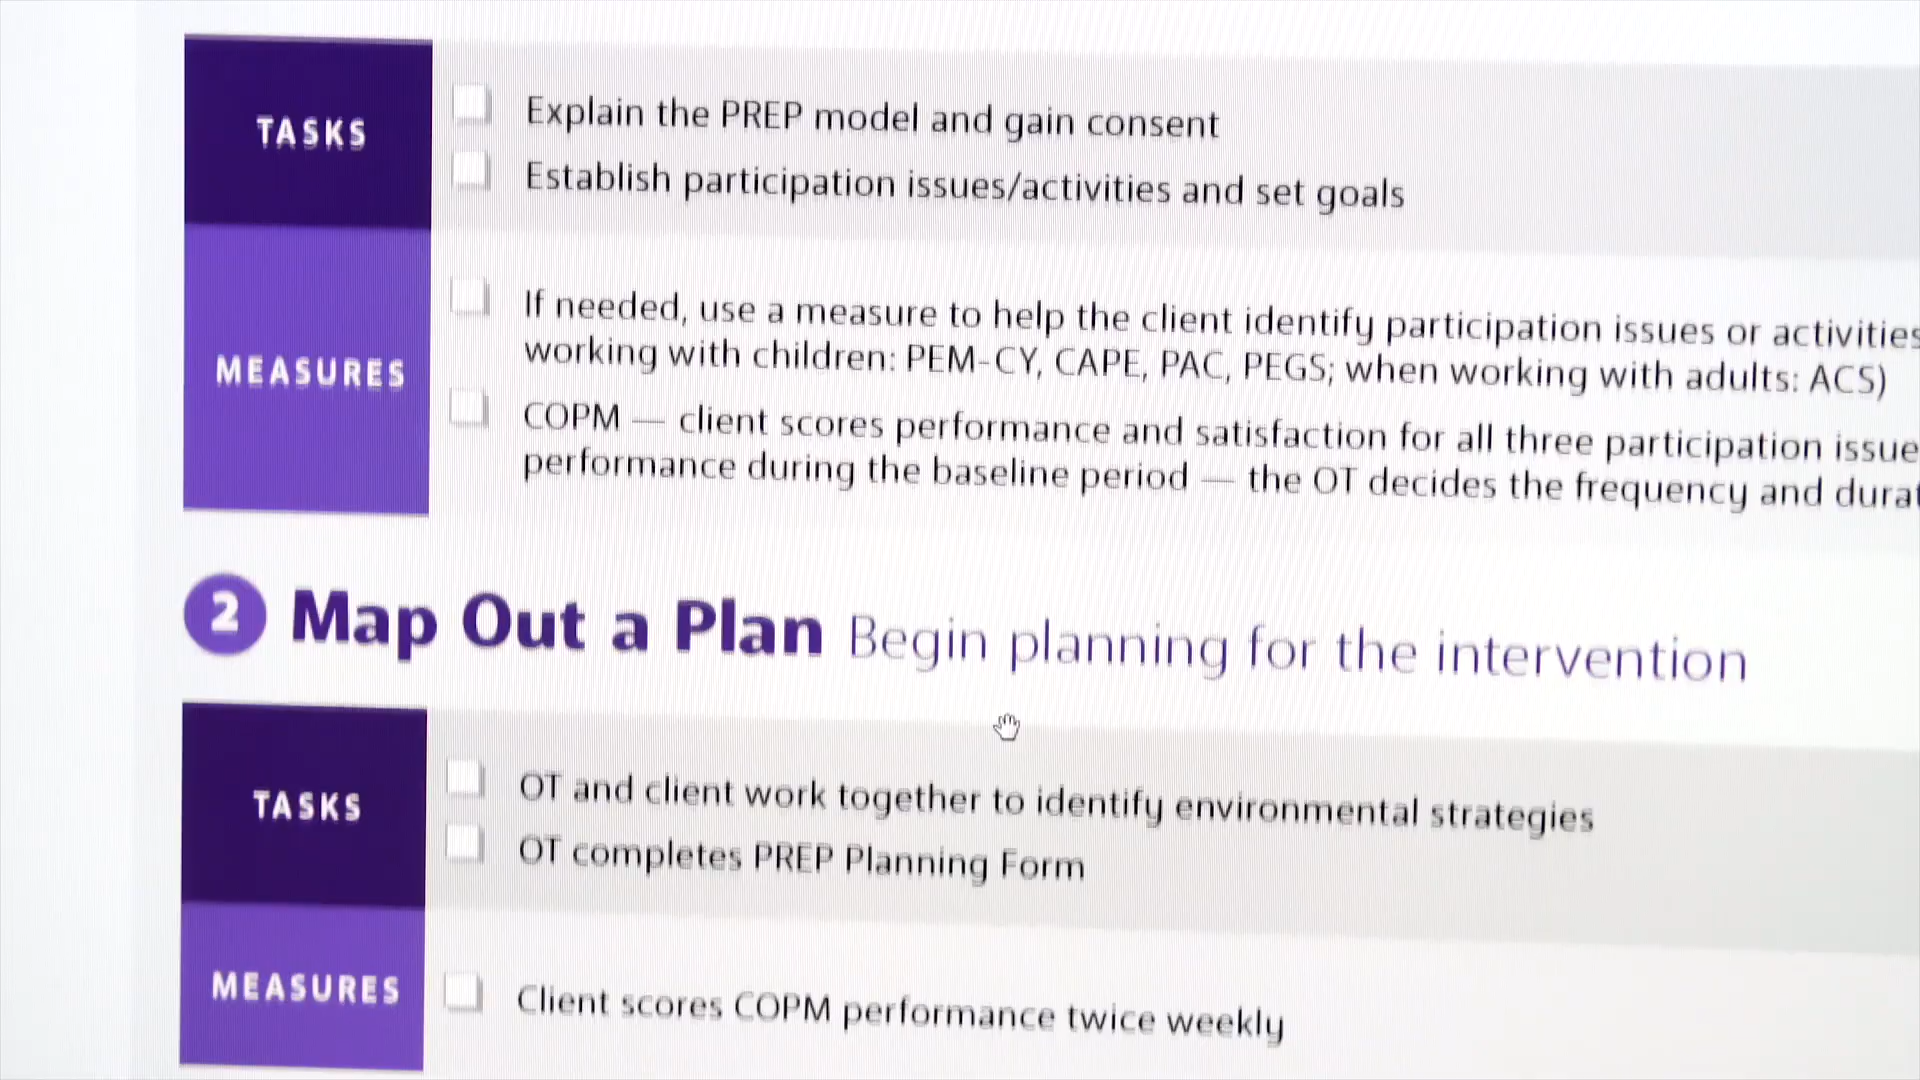 TASKS
Explain the PREP model and gain consent
Establish participation issues/activities and set goals
MEASURES
If needed, use a measure to help the client identify participation issues or activities
working with children: PEM-CY, CAPE, PAC, PEGS; when working with adults: ACS)
COPM — client scores performance and satisfaction for all three participation
performance during the baseline period — the OT decides the frequency and
2 Map Out a Plan Begin planning for the intervention
TASKS
OT and client work together to identify environmental strategies
OT completes PREP Planning Form
MEASURES
Client scores COPM performance twice weekly